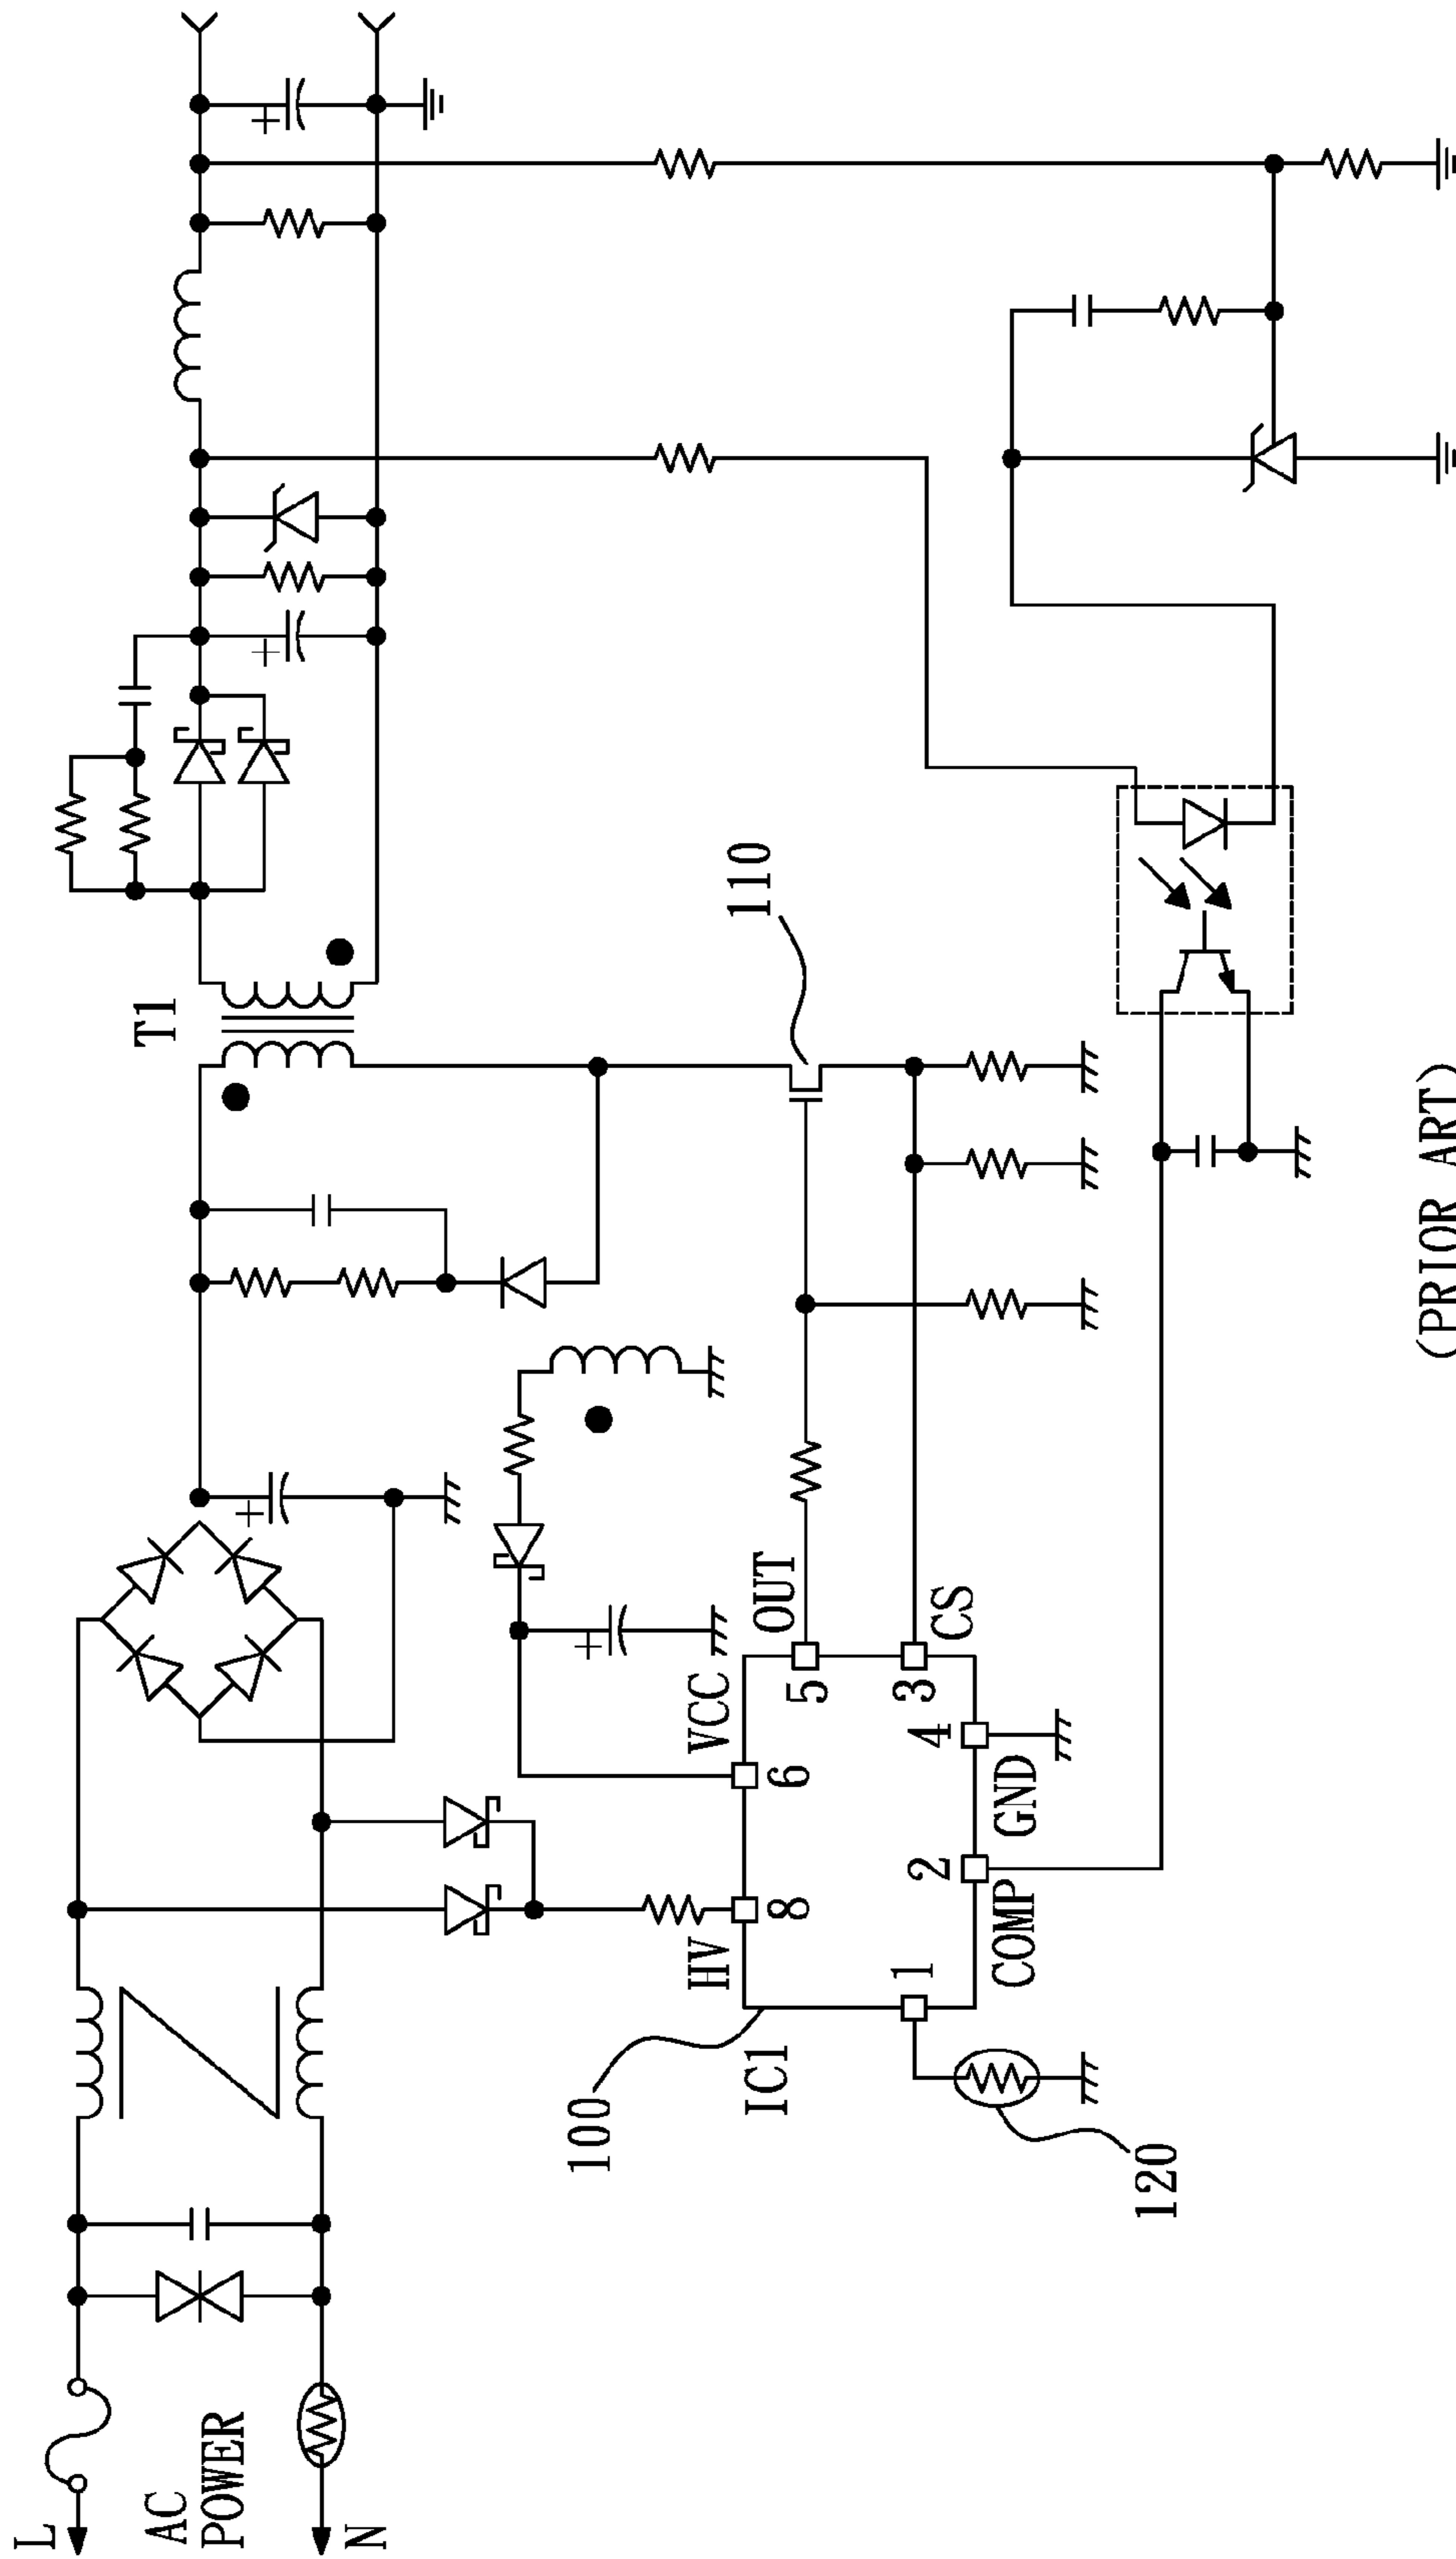 L
AC
POWER
N
T1
110
100
IC1
HV
8
VCC
6
OUT
5
3
CS
4
GND
2
COMP
1
120
(PRIOR ART)